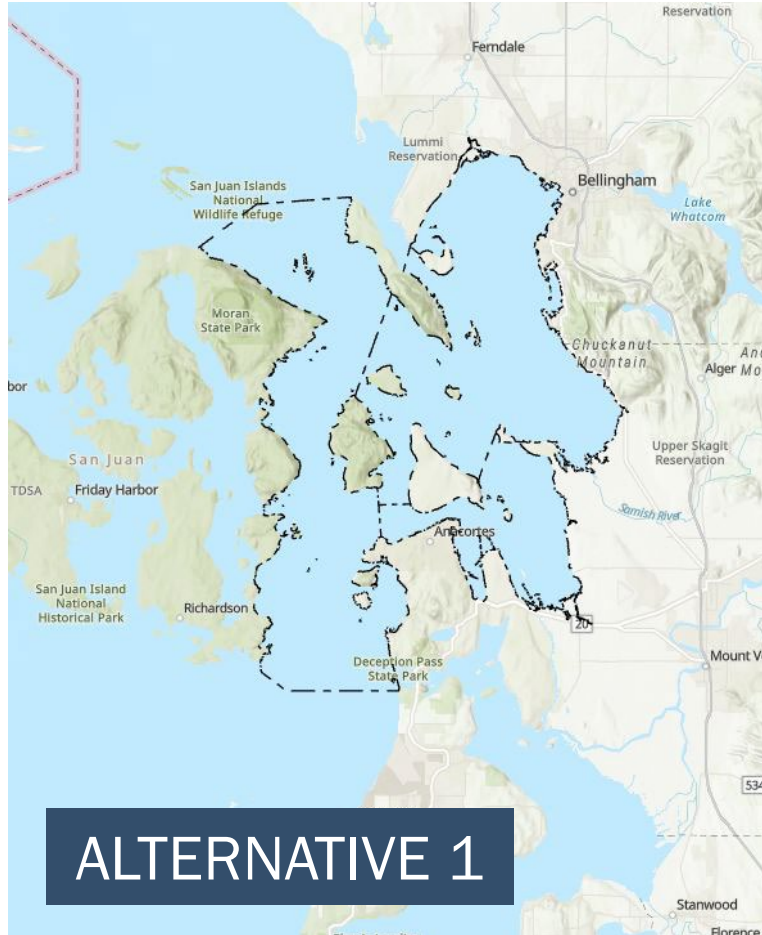 Reservation
Ferndale
Lummi
Reservation
Bellingham
San Juan Islands
National
Wildlife Refuge
Lake
Whatcom
Moran
State Park
Chuckanut
Mountain
Alger
San Juan
Upper Skagit
Reservation
TDSA
Friday Harbor
Samish River
Anacortes
San Juan Island
National
Historical Park
Richardson
20
Deception Pass
State Park
Mount V
534
ALTERNATIVE 1
Stanwood
Florence